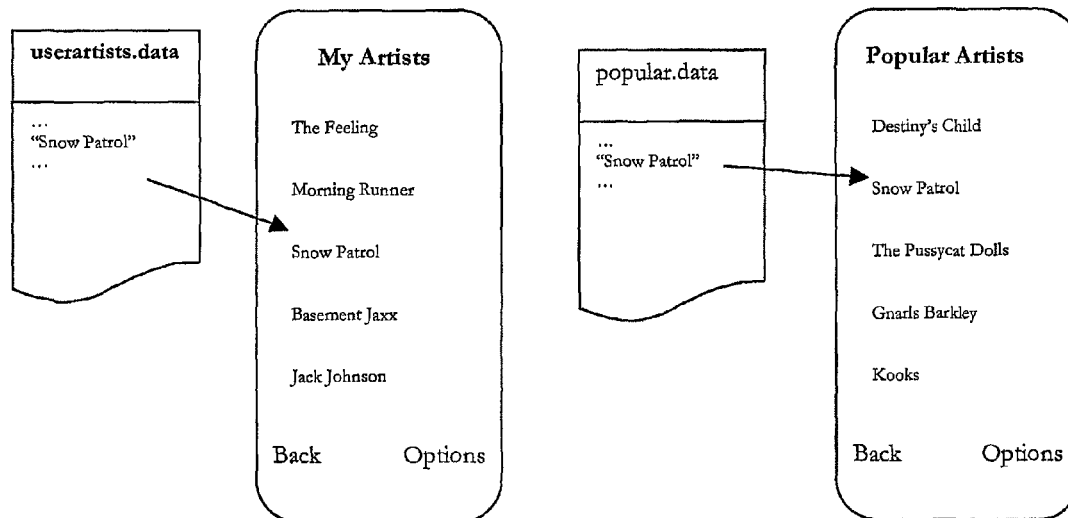 userartists.data
...
“Snow Patrol”
...
My Artists
The Feeling
Morning Runner
Snow Patrol
Basement Jaxx
Jack Johnson
Back Options
popular.data
...
“Snow Patrol”
...
Popular Artists
Destiny's Child
Snow Patrol
The Pussycat Dolls
Gnarls Barkley
Kooks
Back Options